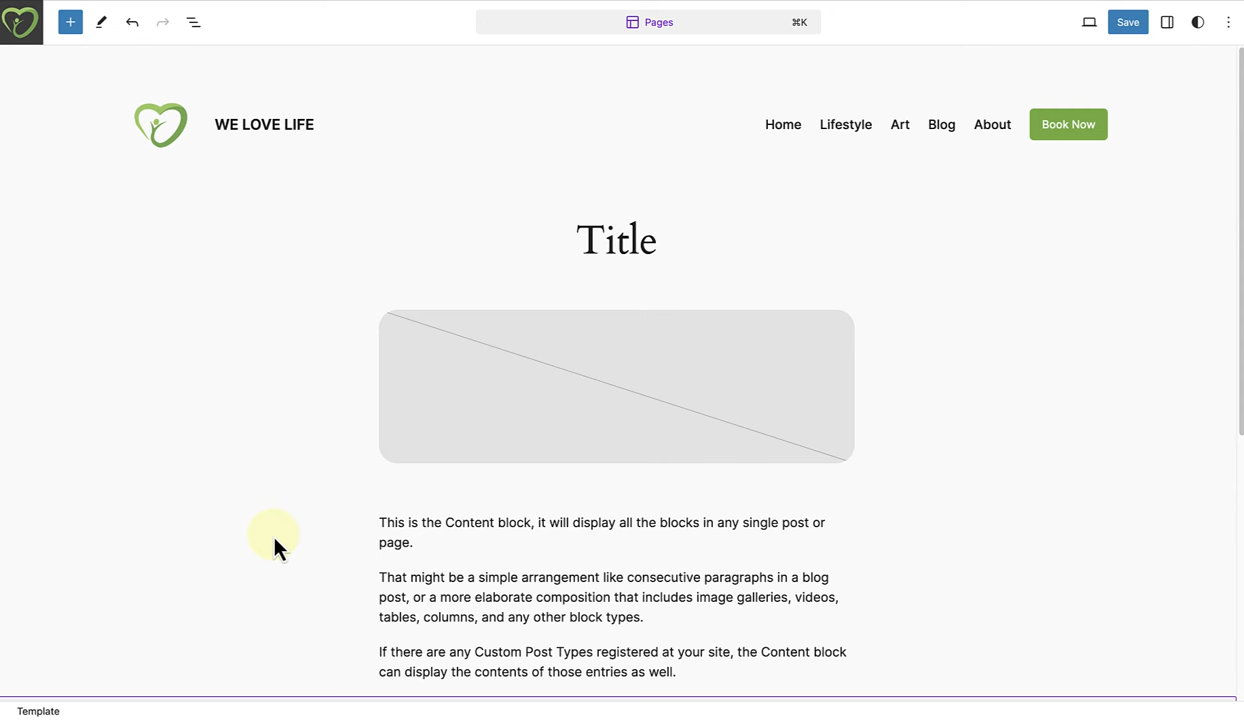 Pages
⌘K
Save
WE LOVE LIFE
Home
Lifestyle
Art
Blog
About
Book Now
Title
This is the Content block, it will display all the blocks in any single post or
page.
That might be a simple arrangement like consecutive paragraphs in a blog
post, or a more elaborate composition that includes image galleries, videos,
tables, columns, and any other block types.
If there are any Custom Post Types registered at your site, the Content block
can display the contents of those entries as well.
Template